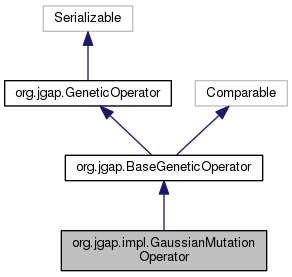 Serializable
org.jgap.GeneticOperator
Comparable
org.jgap.BaseGeneticOperator
org.jgap.impl.GaussianMutation
Operator